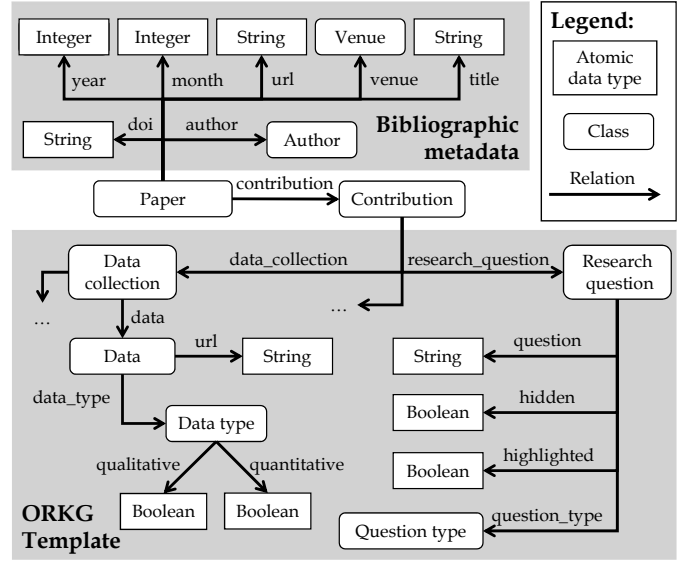 Integer
Integer
String
Venue
String
year
month
url
venue
title
String
doi
author
Author
Bibliographic
metadata
Legend:
Atomic
data type
Class
Relation
Paper
contribution
Contribution
Data
collection
data_collection
research_question
Research
question
...
...
data
Data
url
String
String
question
data_type
Data type
Boolean
hidden
qualitative
quantitative
Boolean
highlighted
Boolean
Boolean
ORKG
Template
Question type
question_type